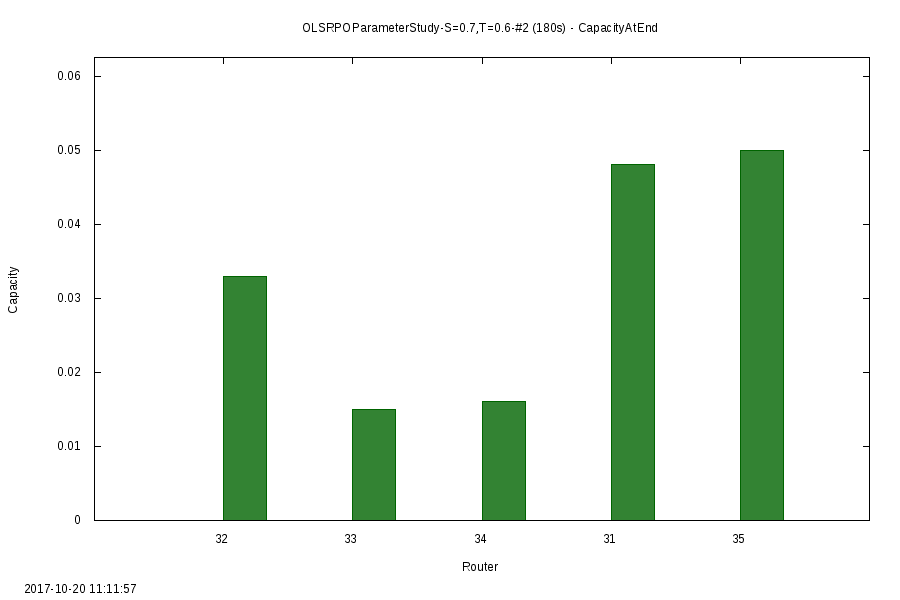 OLSRPOParameterStudy-S=0.7,T=0.6-#2 (180s) - CapacityAtEnd
0.06
0.05
0.04
0.03
0.02
0.01
0
Capacity
32 33 34 31 35
Router
2017-10-20 11:11:57